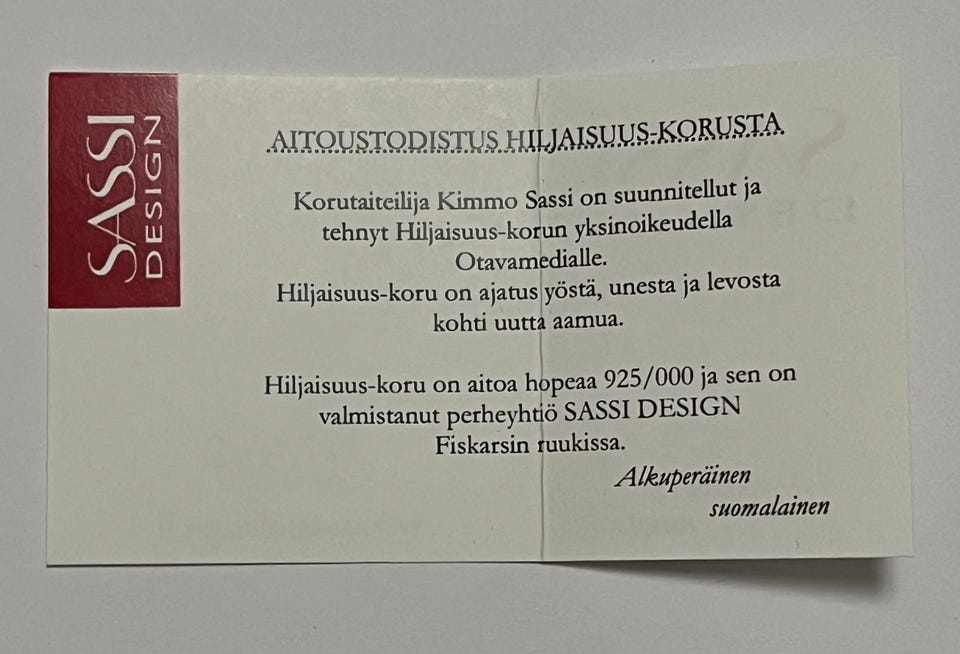 SASSI
DESIGN
AITOUSTODISTUS HILJAISUUS-KORUSTA
Korutaiteilija Kimmo Sassi on suunnitellut ja
tehnyt Hiljaisuus-korun yksinoikeudella
Otavamedialle.
Hiljaisuus-koru on ajatus yöstä, unesta ja levosta
kohti uutta aamua.
Hiljaisuus-koru on aitoa hopeaa 925/000 ja sen on
valmistanut perheyhtiö SASSI DESIGN
Fiskarsin ruukissa.
Alkuperäinen
suomalainen